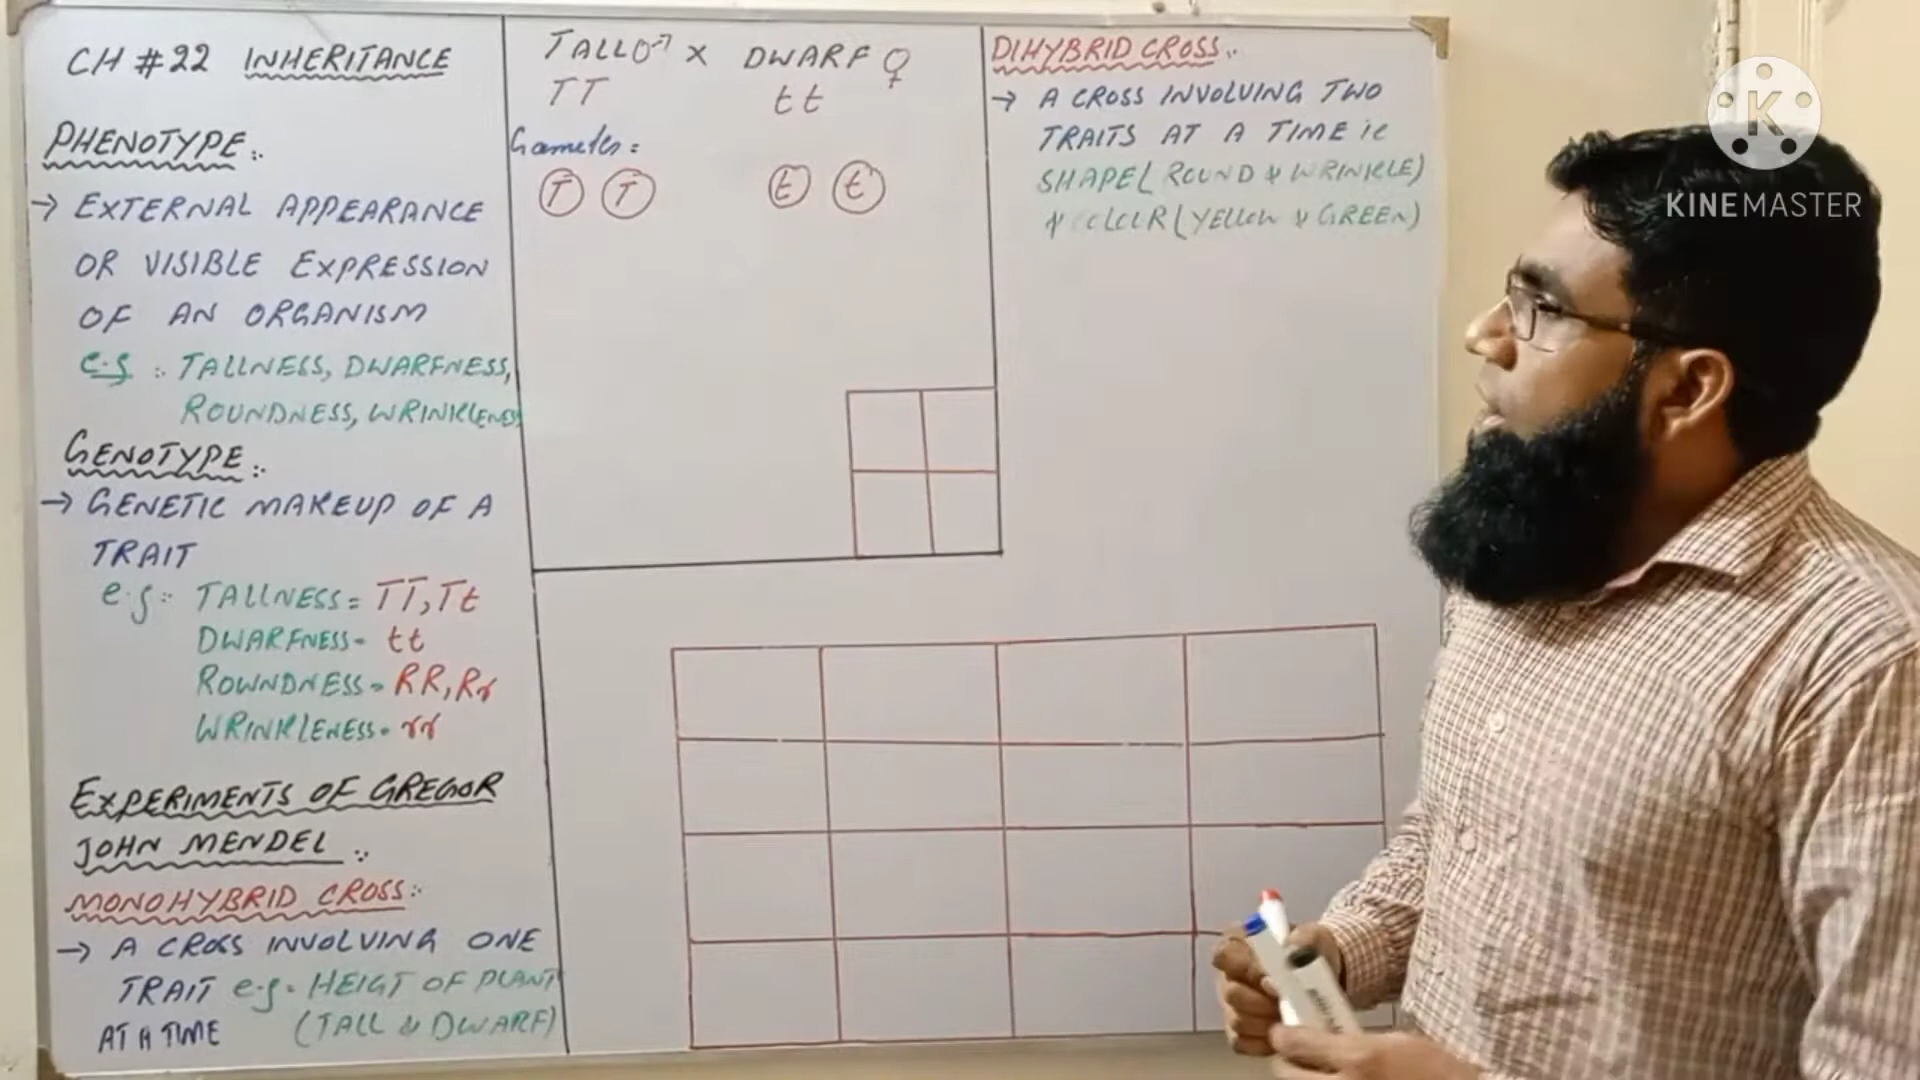 CH #22 INHERITANCE
PHENOTYPE:.
→ EXTERNAL APPEARANCE
OR VISIBLE EXPRESSION
OF AN ORGANISM
e.g :. TALLNESS, DWARFNESS,
ROUNDNESS, WRINKLENESS
GENOTYPE:.
→ GENETIC MAKEUP OF A
TRAIT
e.g:- TALLNESS = TT, Tt
DWARFNESS- tt
ROWNDNESS- RR, Rr
WRINKLENESS- rr
EXPERIMENTS OF GREGOR
JOHN MENDEL :.
MONOHYBRID CROSS:-
→ A CROSS INVOLVING ONE
TRAIT e.g- HEIGT OF PLANT
AT A TIME (TALL & DWARF)
TALL ♂ × DWARF ♀
TT tt
Gametes:
T T t t
DIHYBRID CROSS:.
→ A CROSS INVOLVING TWO
TRAITS AT A TIME ie
SHAPE( ROUND & WRINKLE)
& COLOUR (YELLOW & GREEN)
K
KINEMASTER